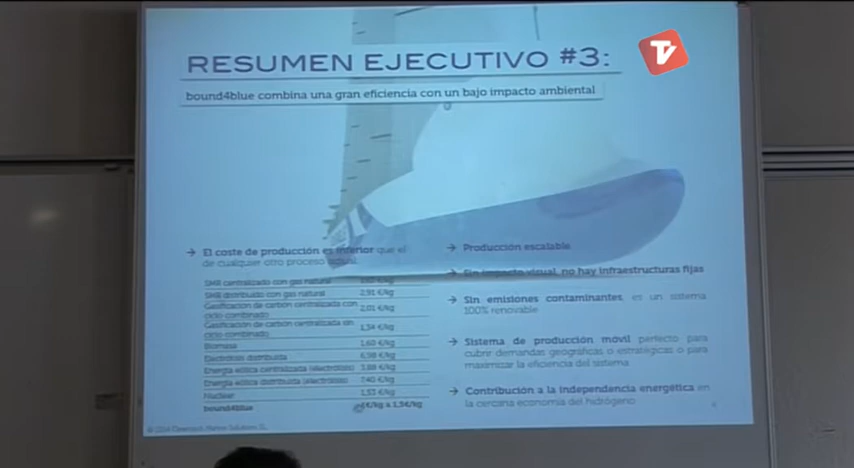 RESUMEN EJECUTIVO #3:
TV
bound4blue combina una gran eficiencia con un bajo impacto ambiental
→ El coste de producción es inferior que el
de cualquier otro proceso actual.
SMR centralizado con gas natural
SMR distribuido con gas natural 2,91 €/kg
Gasificación de carbón centralizada con
ciclo combinado 2,01 €/kg
Gasificación de carbón centralizada sin
ciclo combinado 1,34 €/kg
Biomasa 1,60 €/kg
Electrólisis distribuida 6,98 €/kg
Energía eólica centralizada (electrólisis) 3,88 €/kg
Energía eólica distribuida (electrólisis) 7,40 €/kg
Nuclear 1,53 €/kg
bound4blue €/kg a 1,5€/kg
→ Producción escalable
→ Sin impacto visual, no hay infraestructuras fijas
→ Sin emisiones contaminantes, es un sistema
100% renovable
→ Sistema de producción móvil perfecto para
cubrir demandas geográficas o estratégicas o para
maximizar la eficiencia del sistema
→ Contribución a la independencia energética en
la cercana economía del hidrógeno